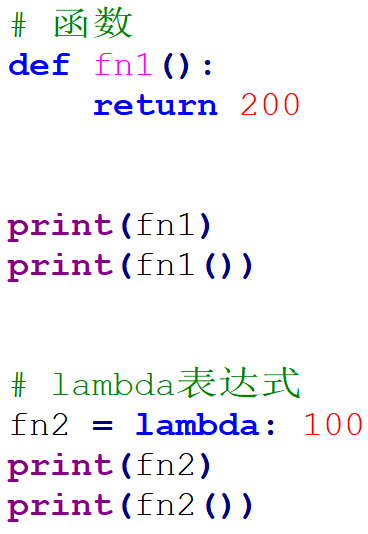 # 函数
def fn1():
    return 200
print(fn1)
print(fn1())
# lambda表达式
fn2 = lambda: 100
print(fn2)
print(fn2())